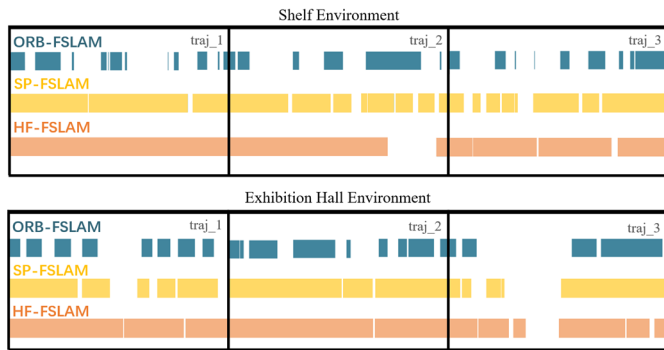 Shelf Environment
ORB-FSLAM traj_1 traj_2 traj_3
SP-FSLAM
HF-FSLAM
Exhibition Hall Environment
ORB-FSLAM traj_1 traj_2 traj_3
SP-FSLAM
HF-FSLAM